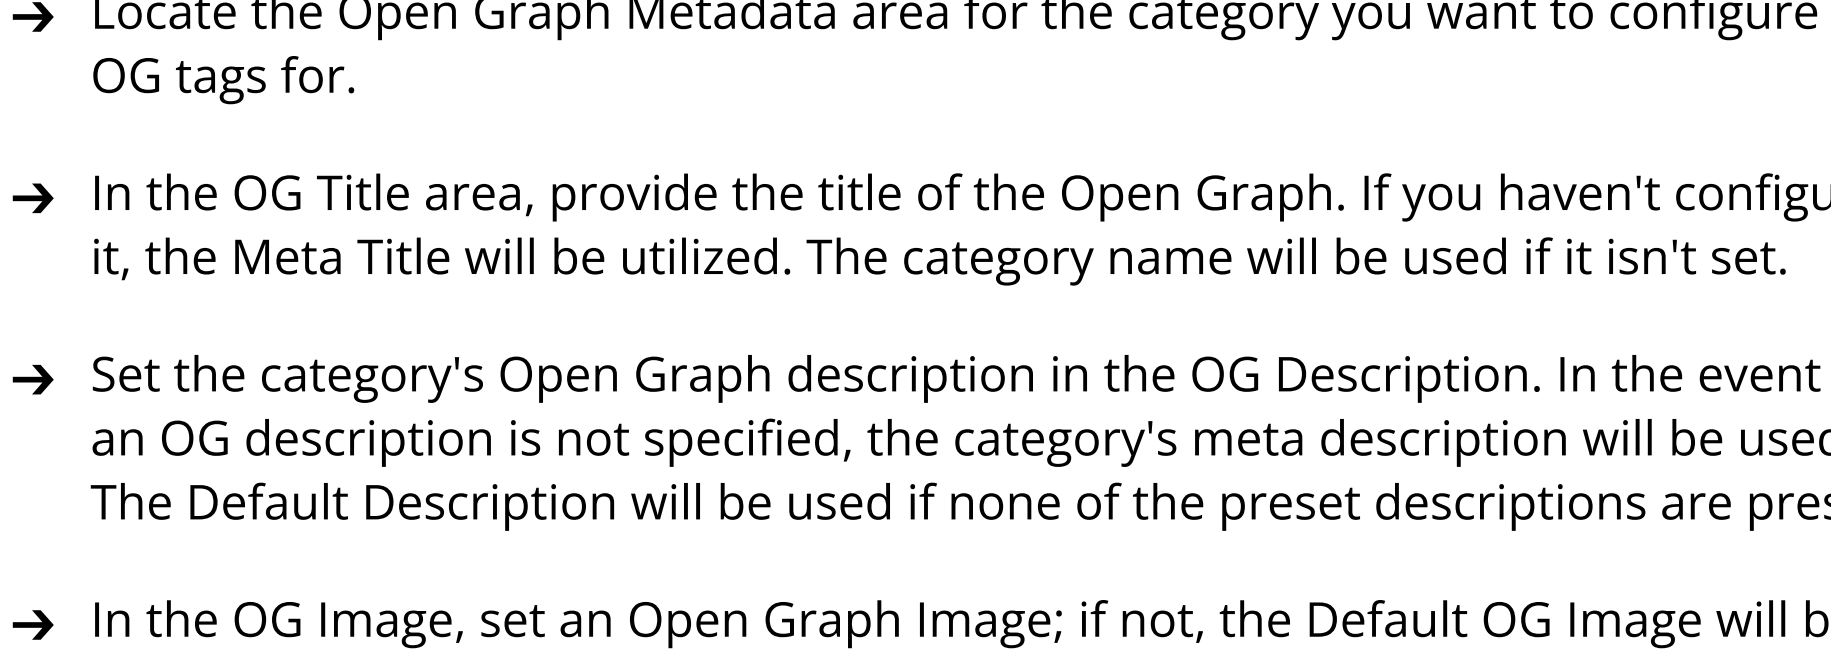 → Locate the Open Graph Metadata area for the category you want to configure
OG tags for.
→ In the OG Title area, provide the title of the Open Graph. If you haven't configu
it, the Meta Title will be utilized. The category name will be used if it isn't set.
→ Set the category's Open Graph description in the OG Description. In the event
an OG description is not specified, the category's meta description will be used
The Default Description will be used if none of the preset descriptions are pres
→ In the OG Image, set an Open Graph Image; if not, the Default OG Image will b